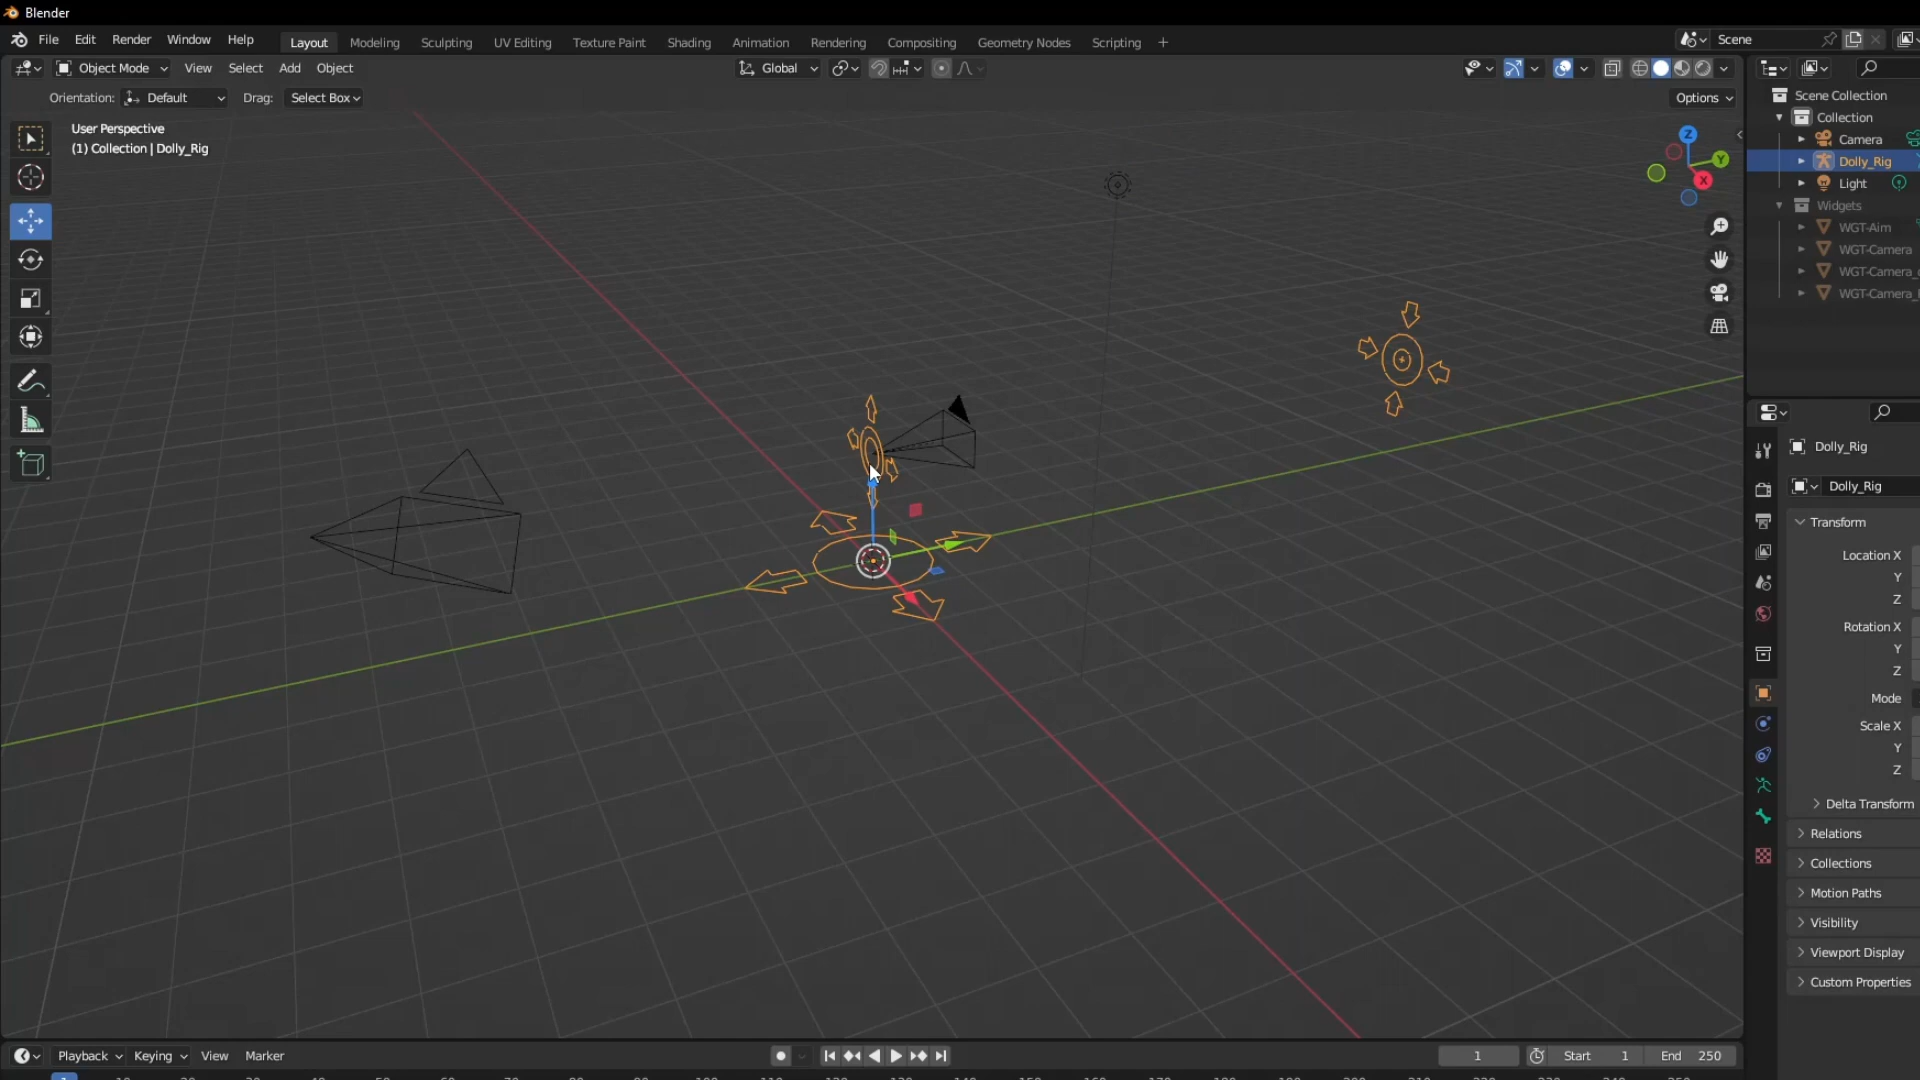 Blender
File Edit Render Window Help Layout Modeling Sculpting UV Editing Texture Paint Shading Animation Rendering Compositing Geometry Nodes Scripting + Scene
Object Mode View Select Add Object Global
Orientation: Default Drag: Select Box Options
User Perspective
(1) Collection | Dolly_Rig
Z
Y
X
Scene Collection
Collection
Camera
Dolly_Rig
Light
Widgets
WGT-Aim
WGT-Camera
WGT-Camera_
WGT-Camera_
Dolly_Rig
Dolly_Rig
Transform
Location X
Y
Z
Rotation X
Y
Z
Mode
Scale X
Y
Z
Delta Transform
Relations
Collections
Motion Paths
Visibility
Viewport Display
Custom Properties
Playback Keying View Marker 1 Start 1 End 250